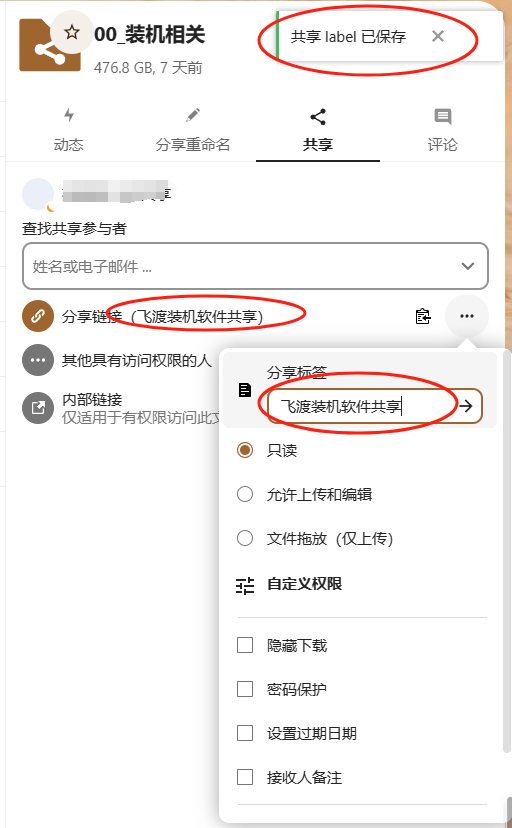 00_装机相关
476.8 GB, 7 天前
共享 label 已保存
动态
分享重命名
共享
评论
查找共享参与者
姓名或电子邮件 ...
分享链接（飞渡装机软件共享）
其他具有访问权限的人
内部链接
仅适用于有权限访问此文
分享标签
飞渡装机软件共享
只读
允许上传和编辑
文件拖放（仅上传）
自定义权限
隐藏下载
密码保护
设置过期日期
接收人备注